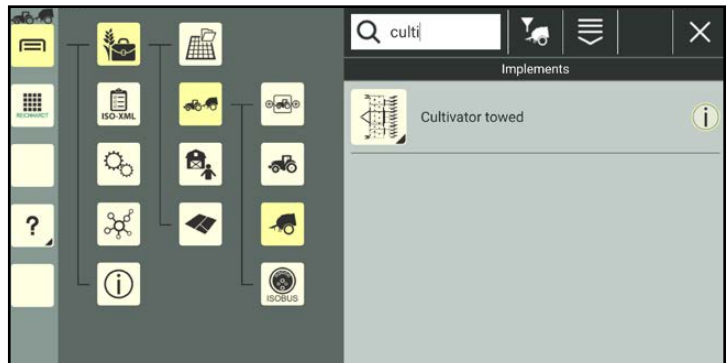 culti
Implements
ISO-XML
REICHHARDT
Cultivator towed
i
?
i
ISOBUS